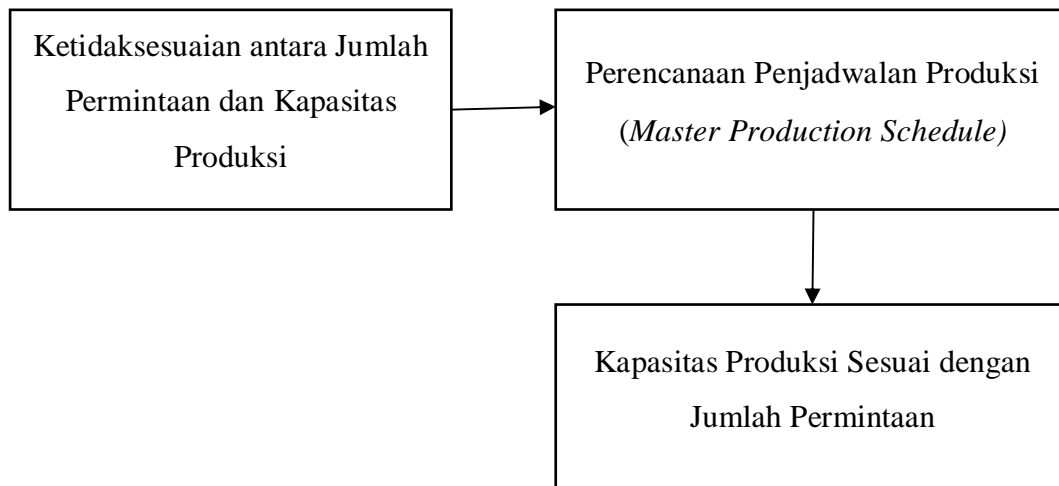 Ketidaksesuaian antara Jumlah
Permintaan dan Kapasitas
Produksi
Perencanaan Penjadwalan Produksi
(Master Production Schedule)
Kapasitas Produksi Sesuai dengan
Jumlah Permintaan